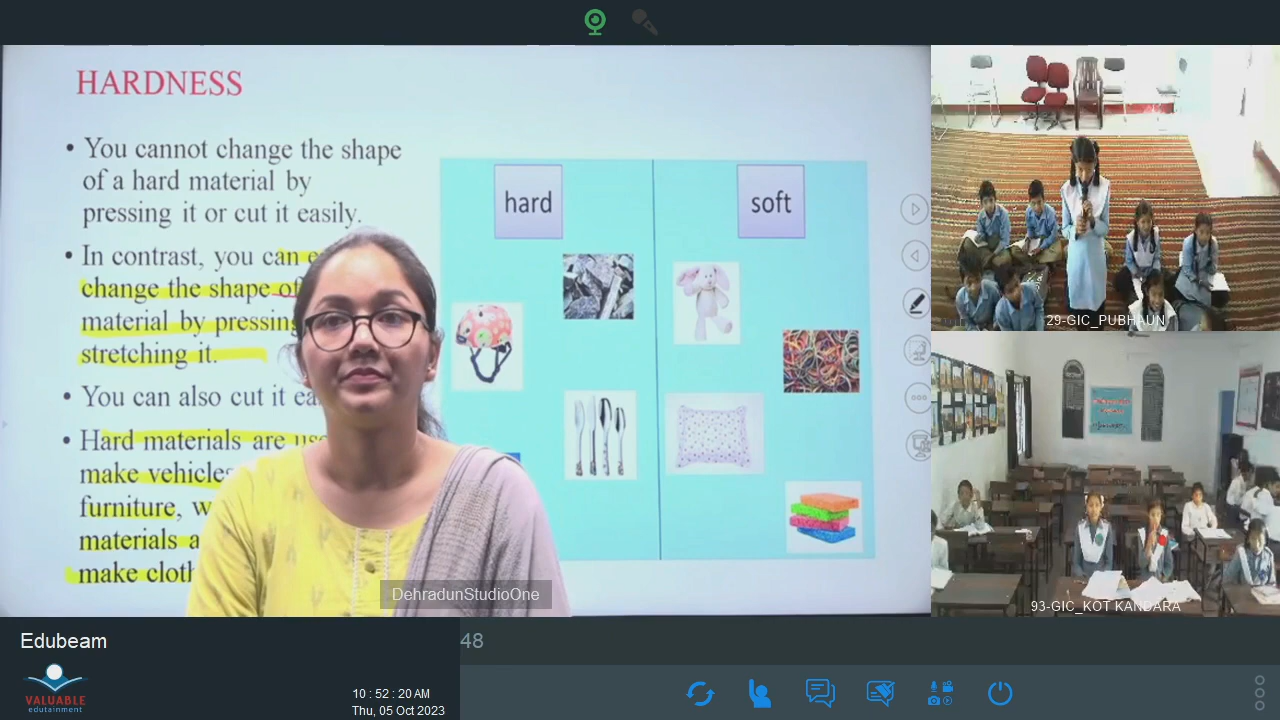 HARDNESS
• You cannot change the shape
of a hard material by
pressing it or cut it easily.
• In contrast, you can
change the shape of
material by pressing
stretching it.
• You can also cut it
• Hard materials are
make vehicles
furniture,
materials
make
hard
soft
DehradunStudioOne
29-GIC_PUBHAUN
93-GIC_KOT KANDARA
Edubeam
48
VALUABLE
edutainment
10 : 52 : 20 AM
Thu, 05 Oct 2023